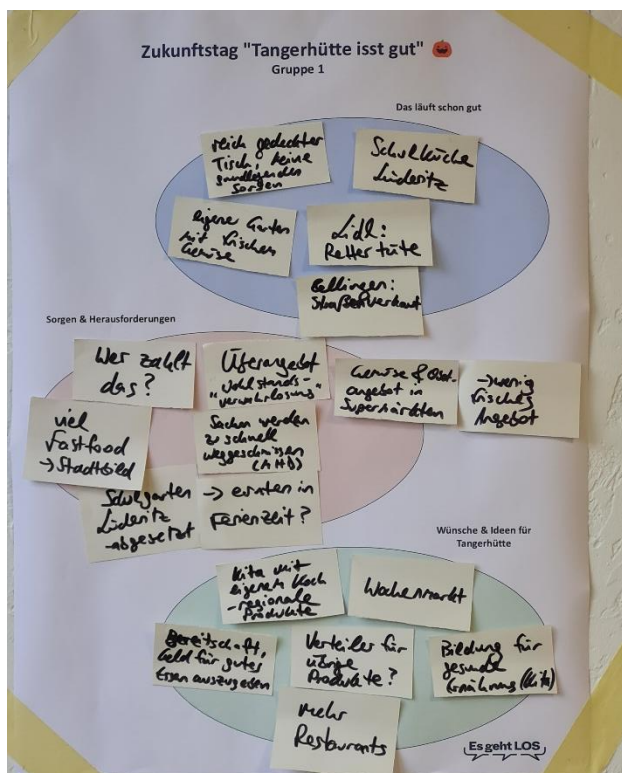 Zukunftstag "Tangerhütte isst gut"
Gruppe 1
Das läuft schon gut
reich gedeckter
Tisch, keine
grundlegenden
Sorgen
Schulküche
Lüderitz
eigene Garten
mit frischen
Gemüse
Lidl:
Rettertüte
Bellingen:
Straßenverkauf
Sorgen & Herausforderungen
Wer zahlt
das?
Überangebot
"Wohlstands-
verwahrlosung"
Gemüse & Obst-
angebot in
Supermärkten
→ wenig
frisches
Angebot
viel
Fastfood
→ Stadtbild
Sachen werden
zu schnell
weggeschmissen
(MHD)
Schulgarten
Lüderitz
- abgesetzt
→ ernten in
Ferienzeit?
Wünsche & Ideen für
Tangerhütte
Kita mit
eigenem Koch
- regionale
Produkte
Wochenmarkt
Bereitschaft,
Geld für gutes
Essen auszugeben
Verteiler für
übrige
Produkte?
Bildung für
gesunde
Ernährung (Kita)
mehr
Restaurants
Es geht LOS